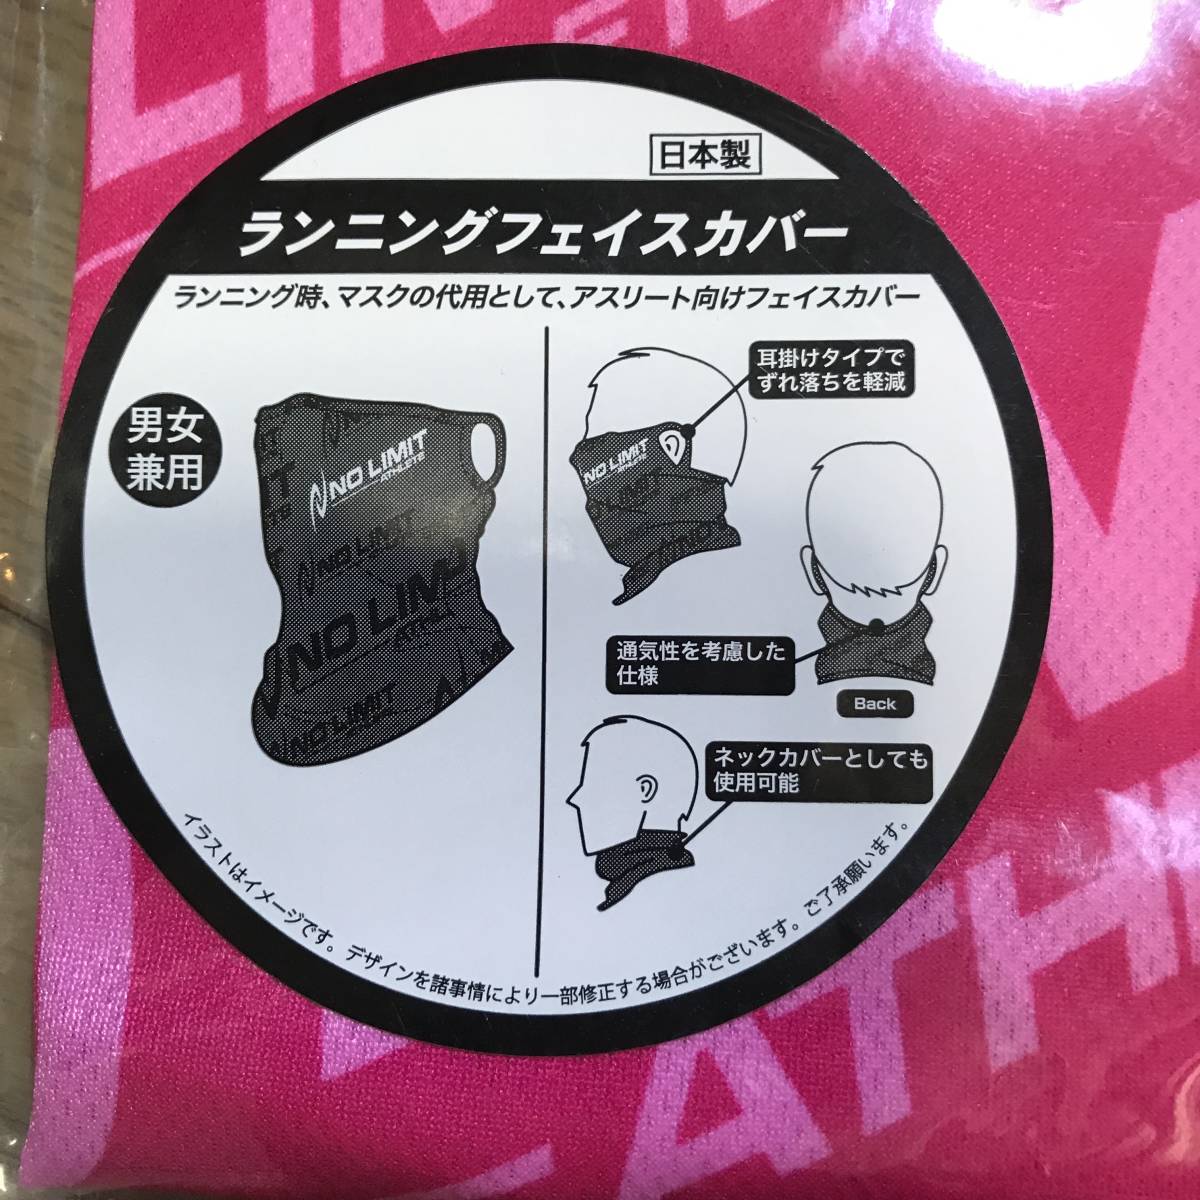 日本製
ランニングフェイスカバー
ランニング時、マスクの代用として、アスリート向けフェイスカバー
男女
兼用
NO LIMIT
ATHLETE
NO LIMIT
NO LIMI
ATHL
NO LIMIT
耳掛けタイプで
ずれ落ちを軽減
NO LIMIT
ATHLETE
通気性を考慮した
仕様
Back
ネックカバーとしても
使用可能
イラストはイメージです。デザインを諸事情により一部修正する場合がございます。ご了承願います。
ATH